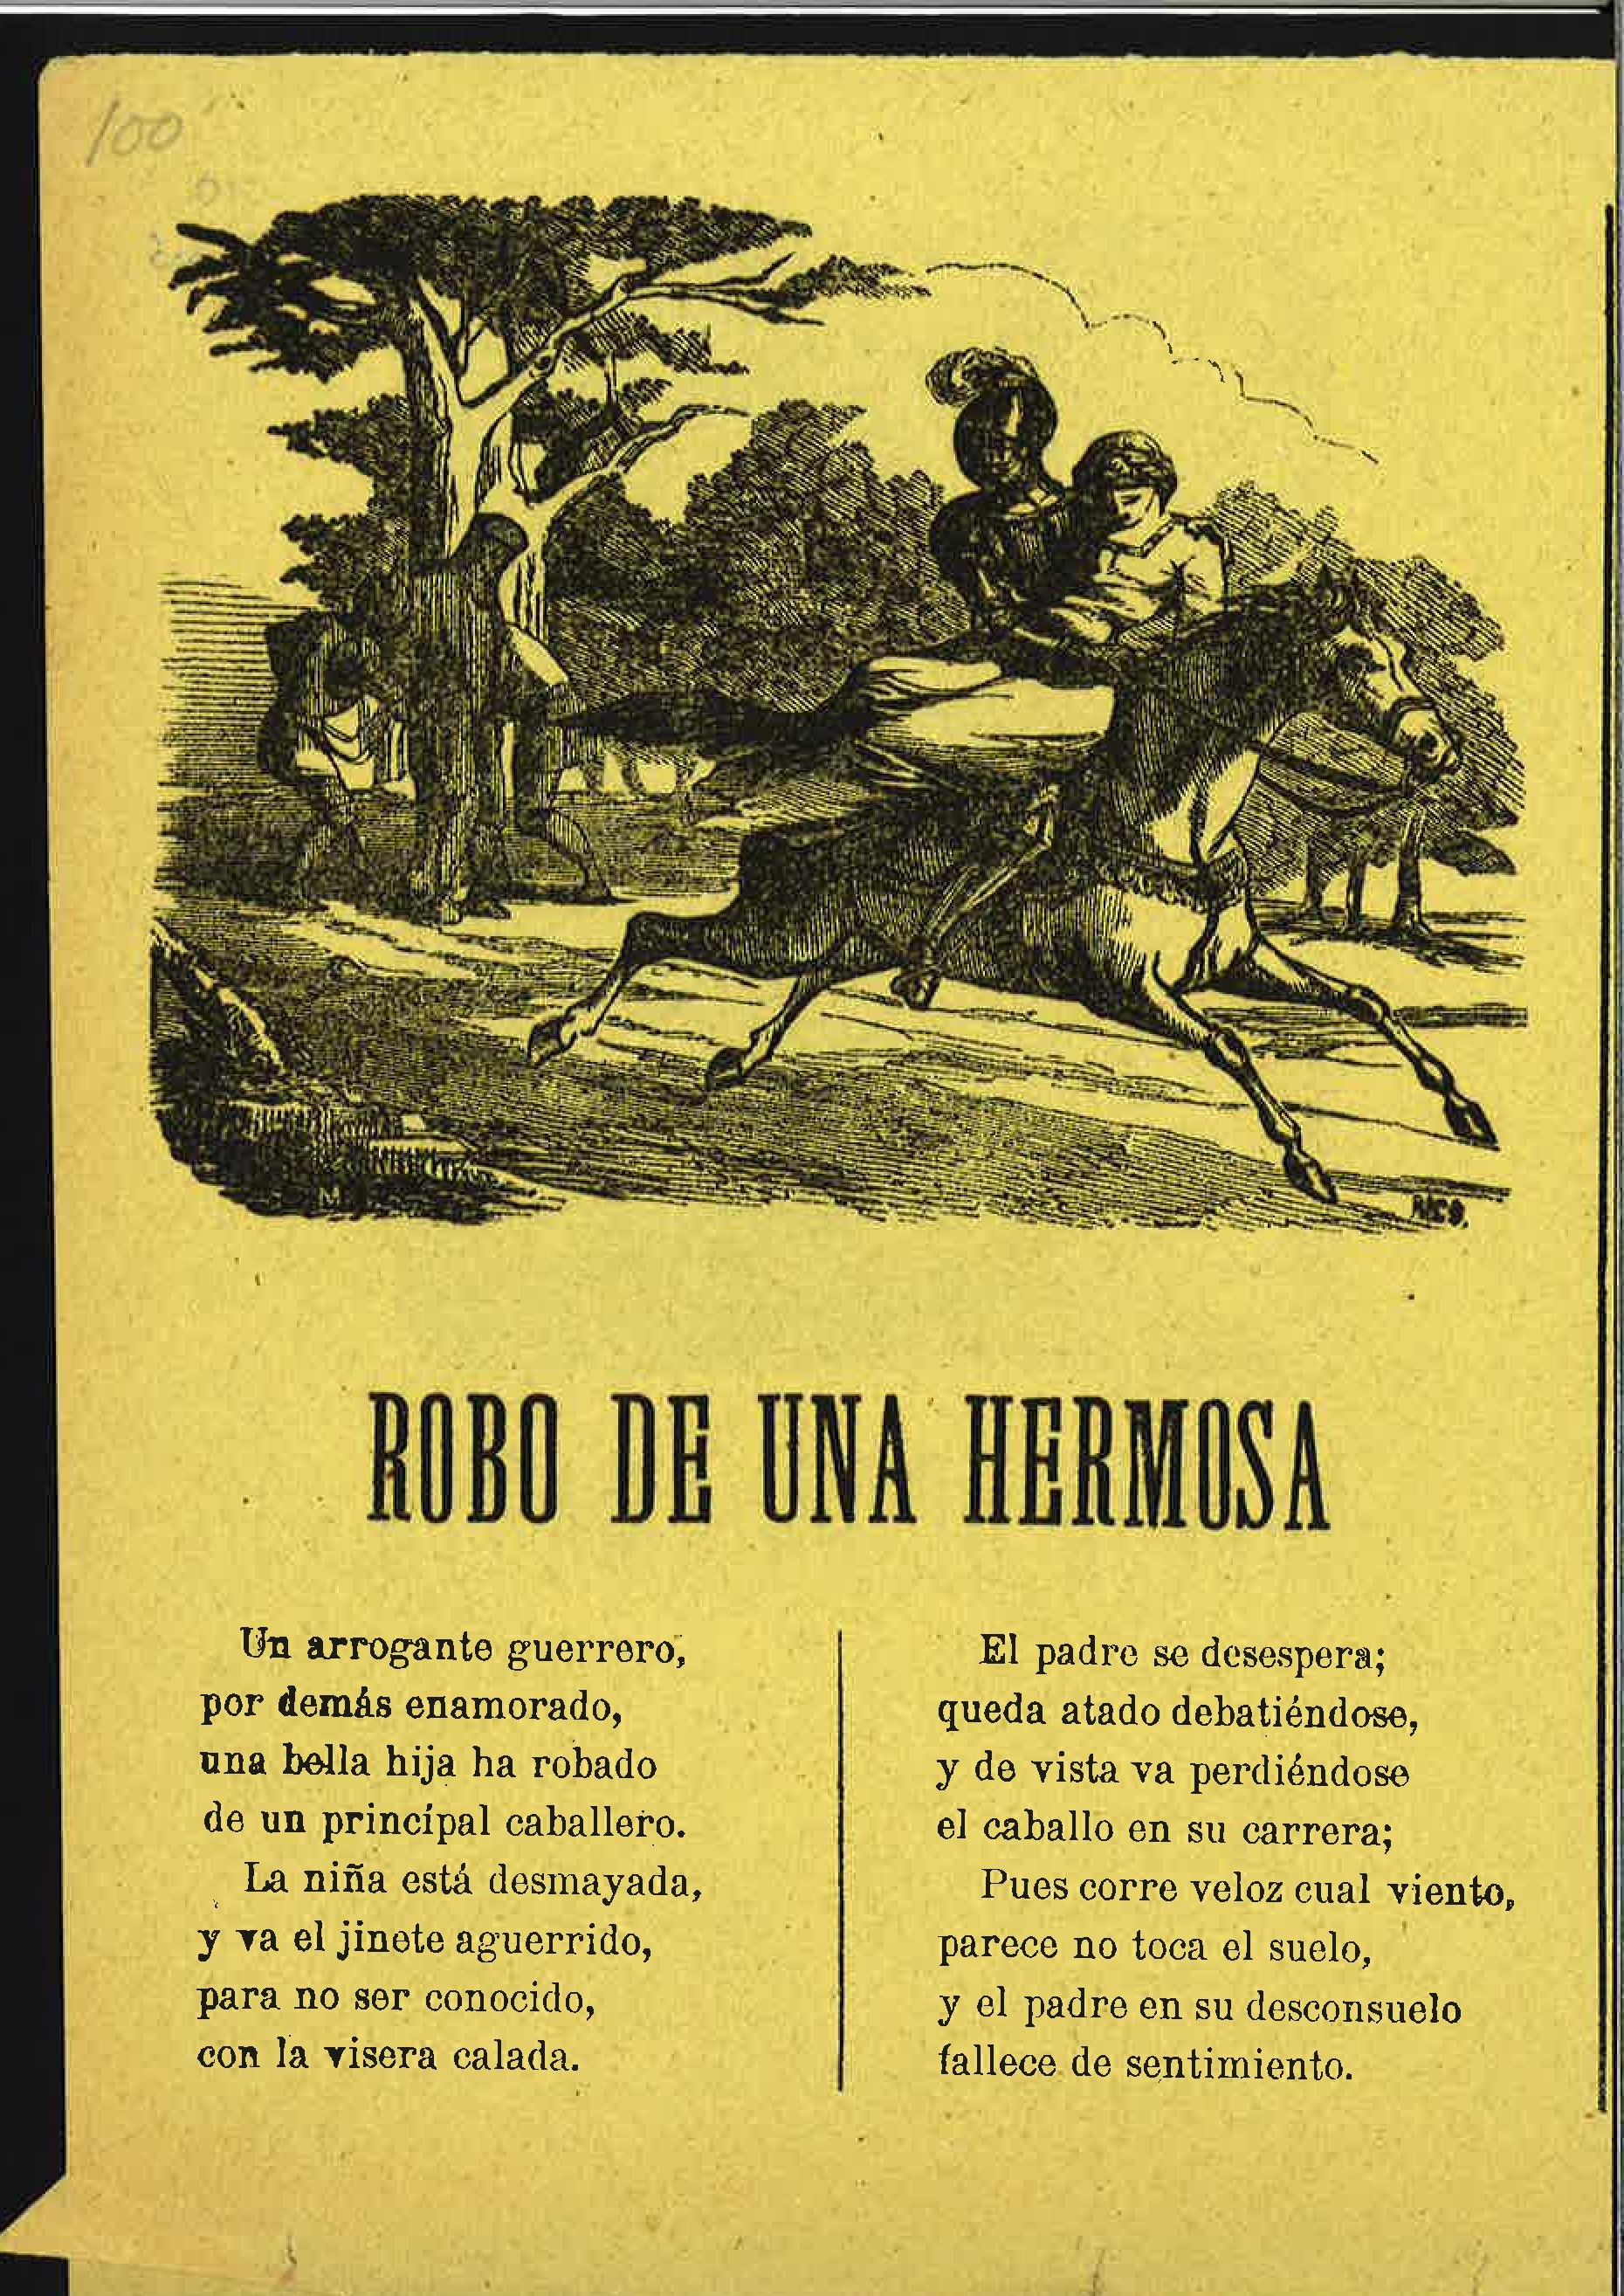 100
RICO.
ROBO DE UNA HERMOSA
Un arrogante guerrero,
por demás enamorado,
una bella hija ha robado
de un principal caballero.
La niña está desmayada,
y va el jinete aguerrido,
para no ser conocido,
con la visera calada.
El padre se desespera;
queda atado debatiéndose,
y de vista va perdiéndose
el caballo en su carrera;
Pues corre veloz cual viento,
parece no toca el suelo,
y el padre en su desconsuelo
fallece de sentimiento.